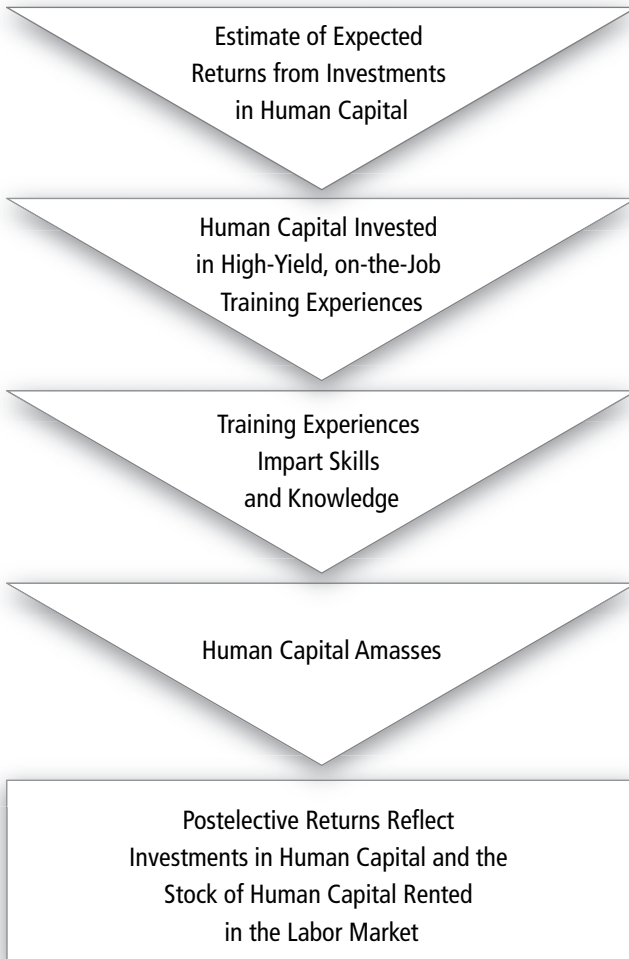 Estimate of Expected
Returns from Investments
in Human Capital
Human Capital Invested
in High-Yield, on-the-Job
Training Experiences
Training Experiences
Impart Skills
and Knowledge
Human Capital Amasses
Postelective Returns Reflect
Investments in Human Capital and the
Stock of Human Capital Rented
in the Labor Market